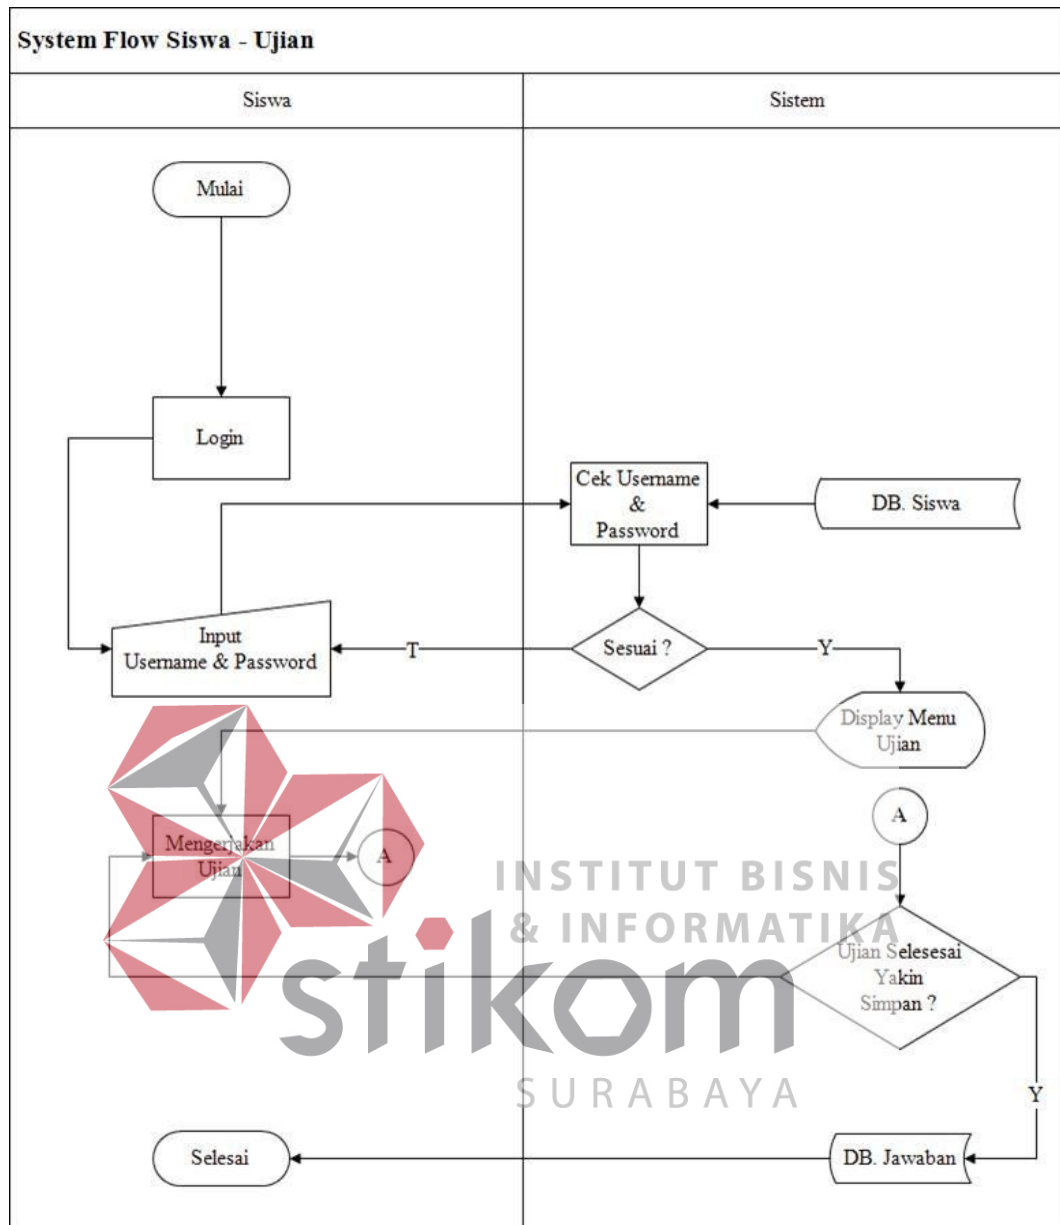 System Flow Siswa - Ujian
Siswa
Sistem
Mulai
Login
Cek Username
&
Password
DB. Siswa
Input
Username & Password
T
Sesuai ?
Y
Display Menu
Ujian
A
Mengerjakan
Ujian
A
INSTITUT BISNIS
& INFORMATIKA
stikom
SURABAYA
Ujian Selesesai
Yakin
Simpan ?
Y
Selesai
DB. Jawaban